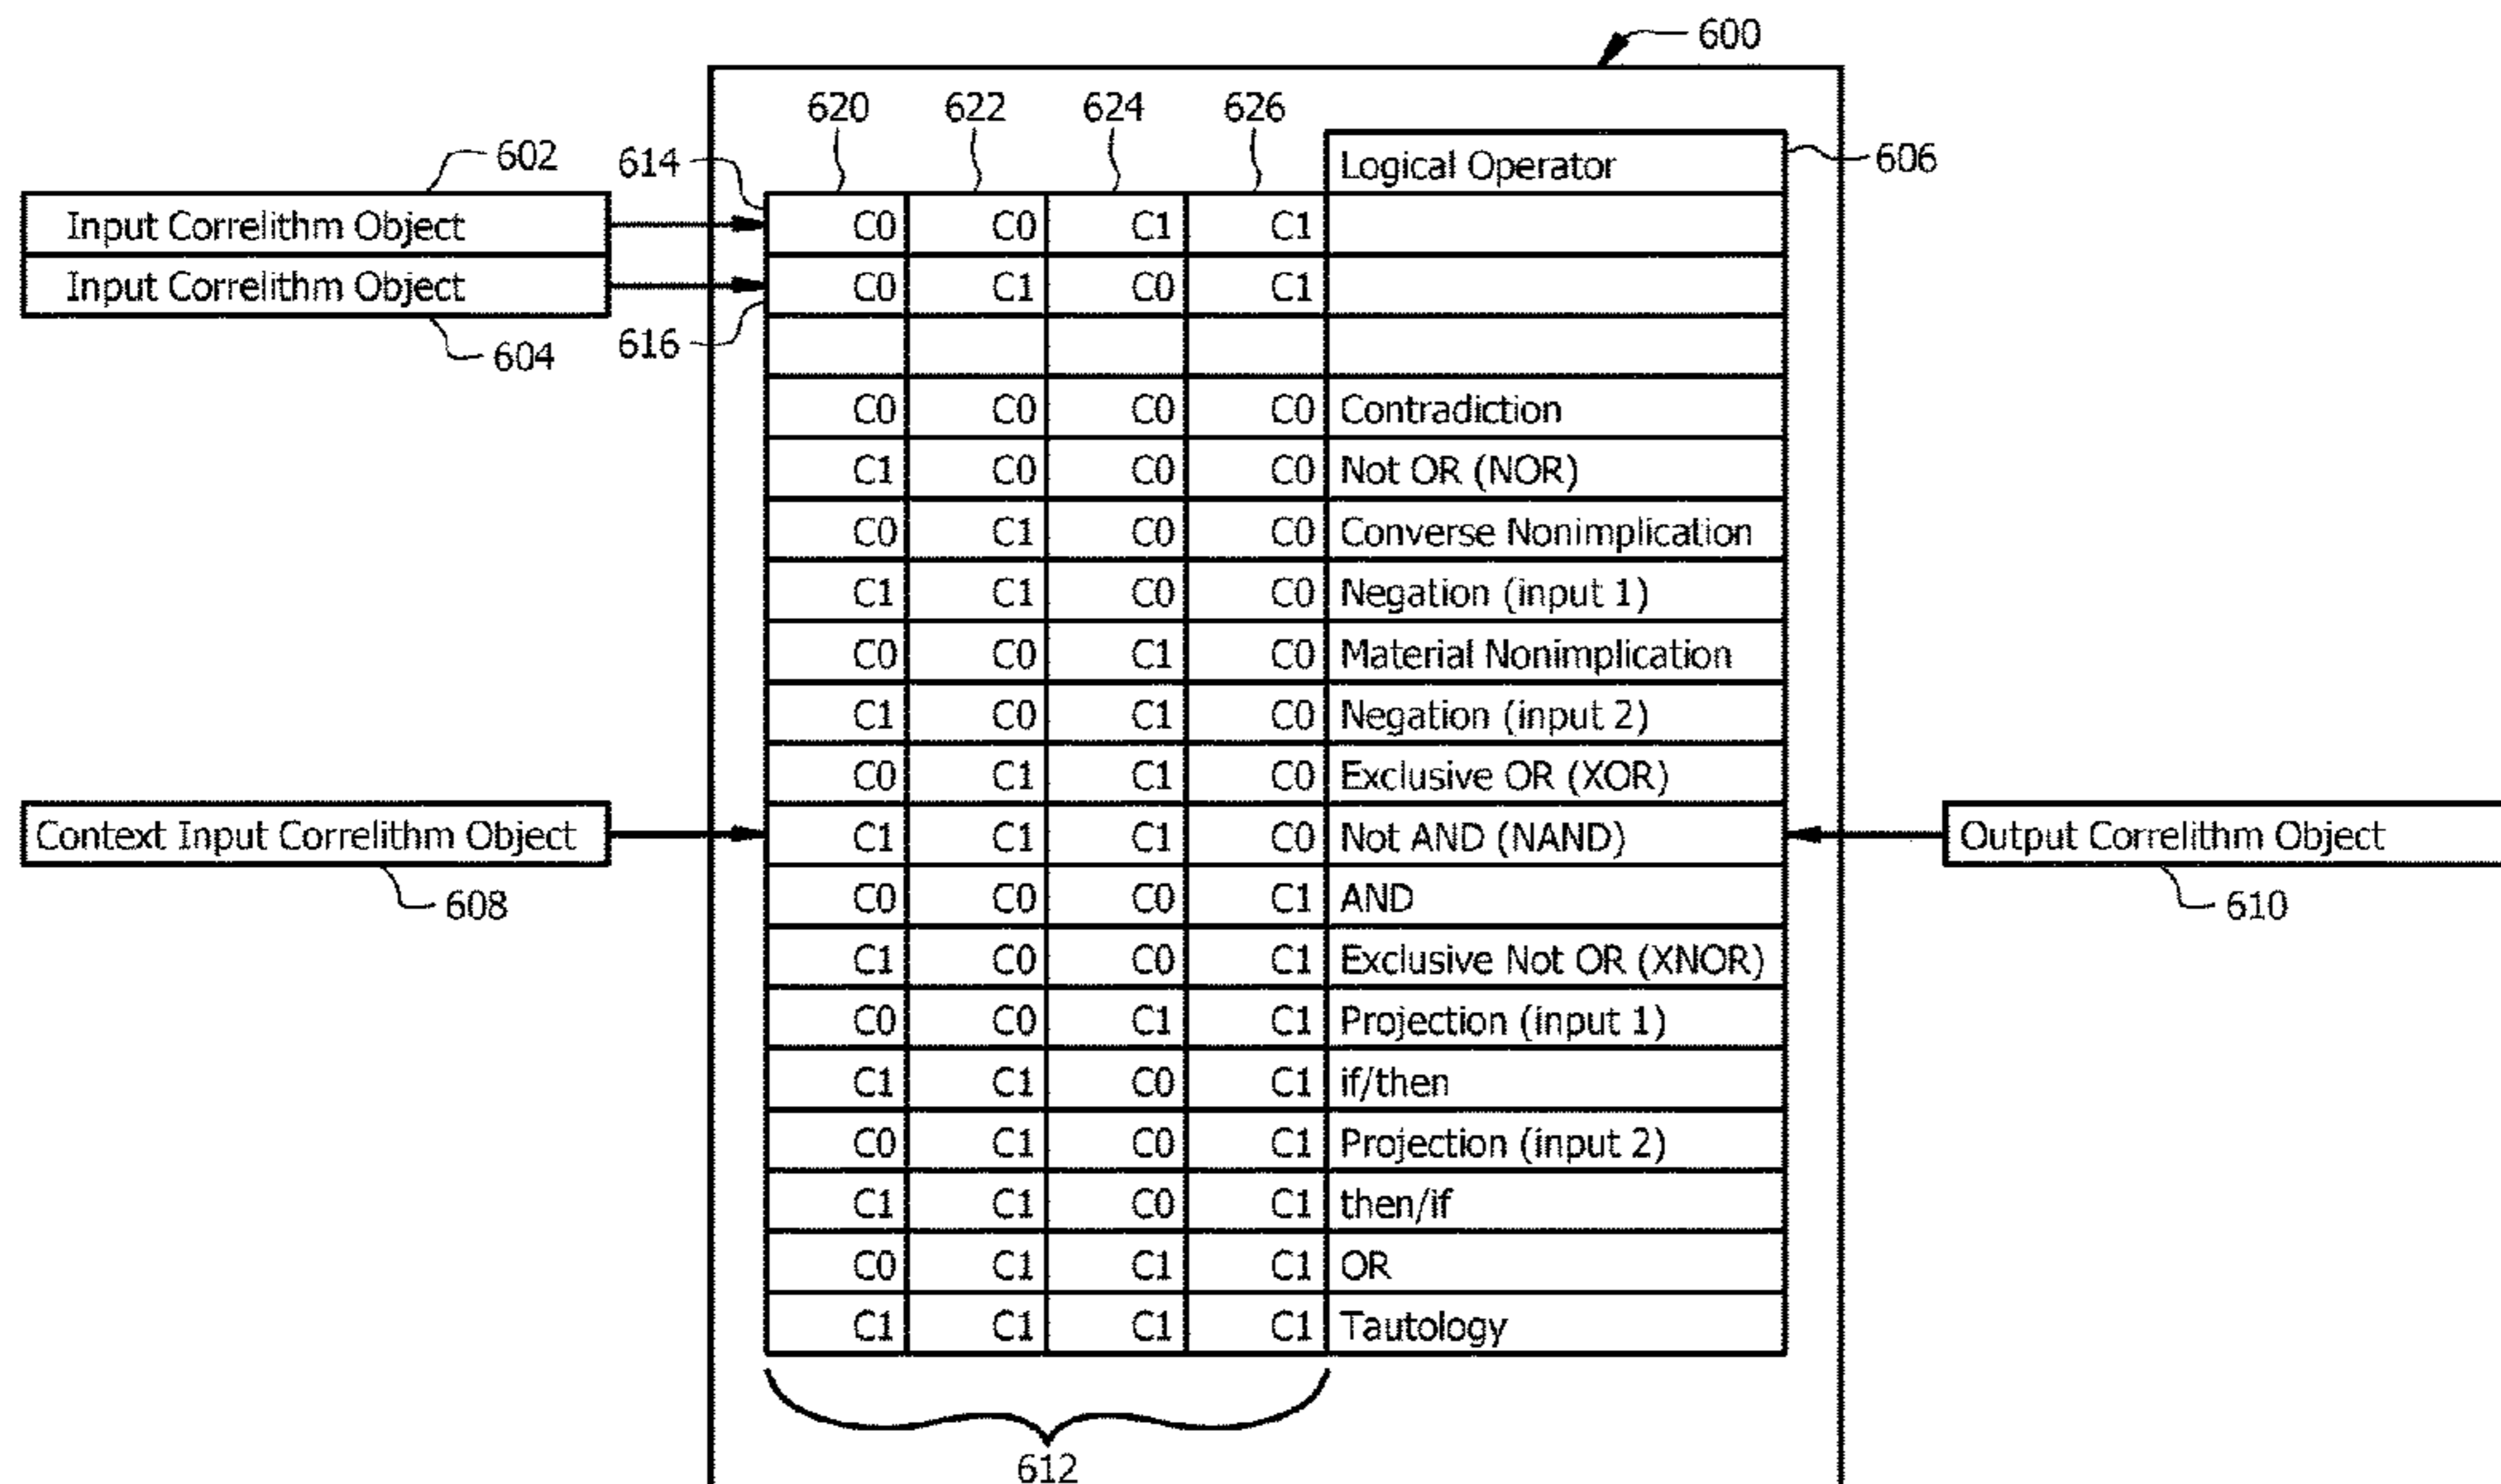 600
620 622 624 626
602 614 Logical Operator 606
Input Correlithm Object C0 C0 C1 C1
Input Correlithm Object C0 C1 C0 C1
604 616
C0 C0 C0 C0 Contradiction
C1 C0 C0 C0 Not OR (NOR)
C0 C1 C0 C0 Converse Nonimplication
C1 C1 C0 C0 Negation (input 1)
C0 C0 C1 C0 Material Nonimplication
C1 C0 C1 C0 Negation (input 2)
C0 C1 C1 C0 Exclusive OR (XOR)
Context Input Correlithm Object C1 C1 C1 C0 Not AND (NAND) Output Correlithm Object
608 C0 C0 C0 C1 AND 610
C1 C0 C0 C1 Exclusive Not OR (XNOR)
C0 C0 C1 C1 Projection (input 1)
C1 C1 C0 C1 if/then
C0 C1 C0 C1 Projection (input 2)
C1 C1 C0 C1 then/if
C0 C1 C1 C1 OR
C1 C1 C1 C1 Tautology
612